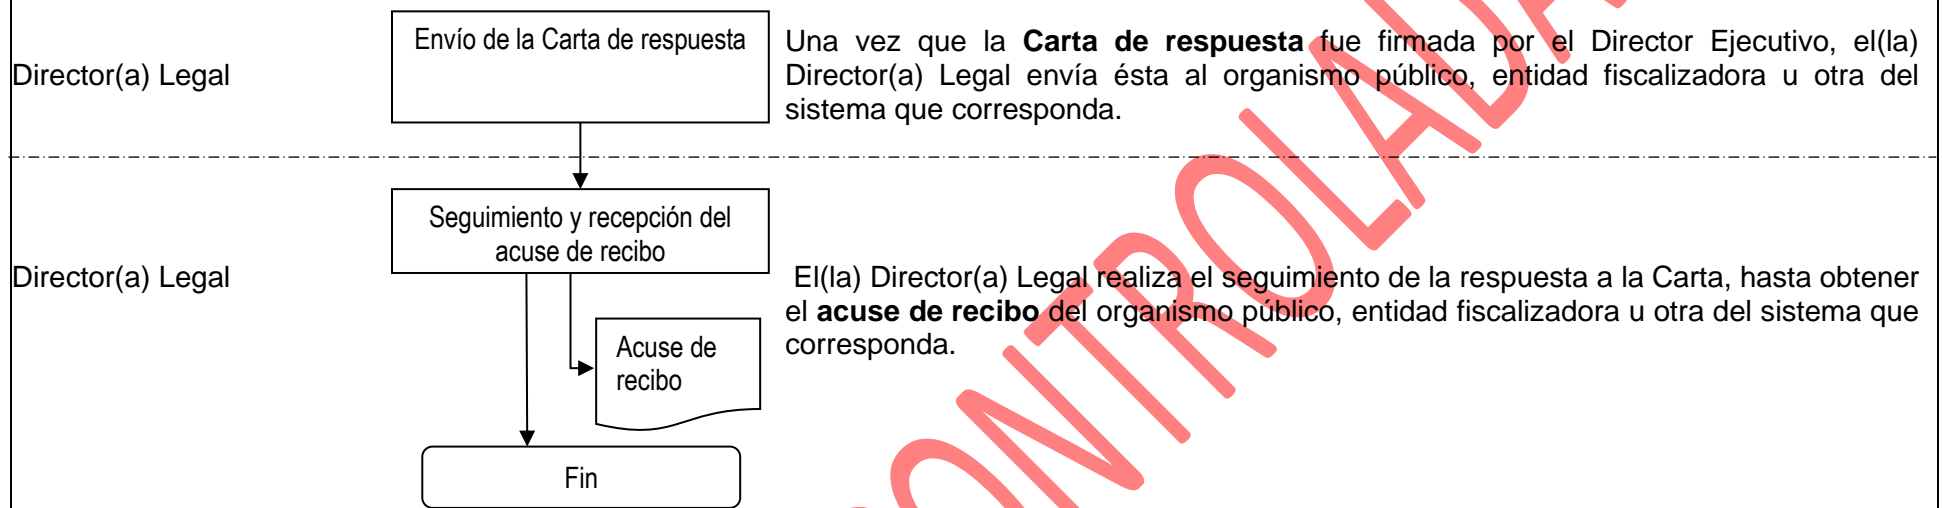 Envío de la Carta de respuesta
Director(a) Legal
Una vez que la Carta de respuesta fue firmada por el Director Ejecutivo, el(la)
Director(a) Legal envía ésta al organismo público, entidad fiscalizadora u otra del
sistema que corresponda.
Seguimiento y recepción del
acuse de recibo
Director(a) Legal
El(la) Director(a) Legal realiza el seguimiento de la respuesta a la Carta, hasta obtener
el acuse de recibo del organismo público, entidad fiscalizadora u otra del sistema que
corresponda.
Acuse de
recibo
Fin
ONTROLADA